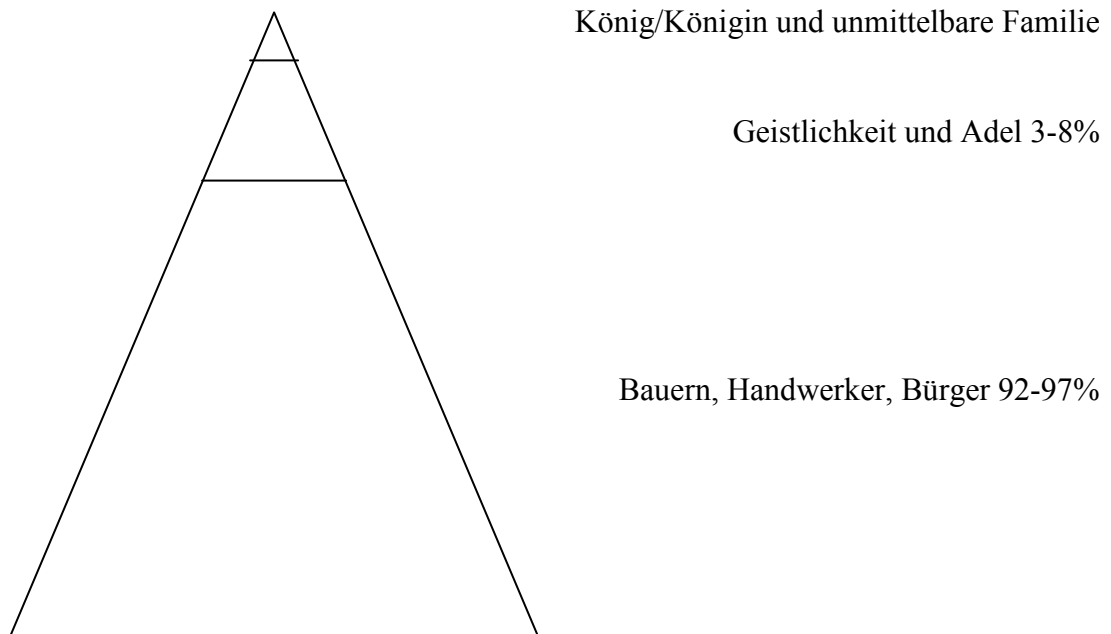 König/Königin und unmittelbare Familie
Geistlichkeit und Adel 3-8%
Bauern, Handwerker, Bürger 92-97%